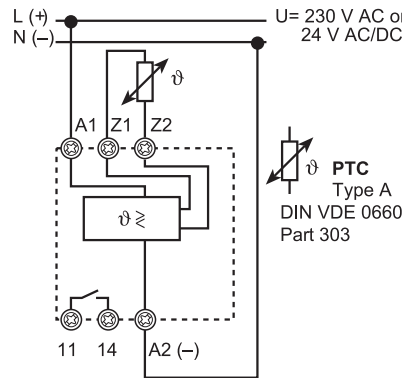 L (+)
N (–)
U= 230 V AC or
24 V AC/DC
ϑ
A1 Z1 Z2
ϑ PTC
Type A
DIN VDE 0660
Part 303
ϑ ≷
11 14 A2 (–)